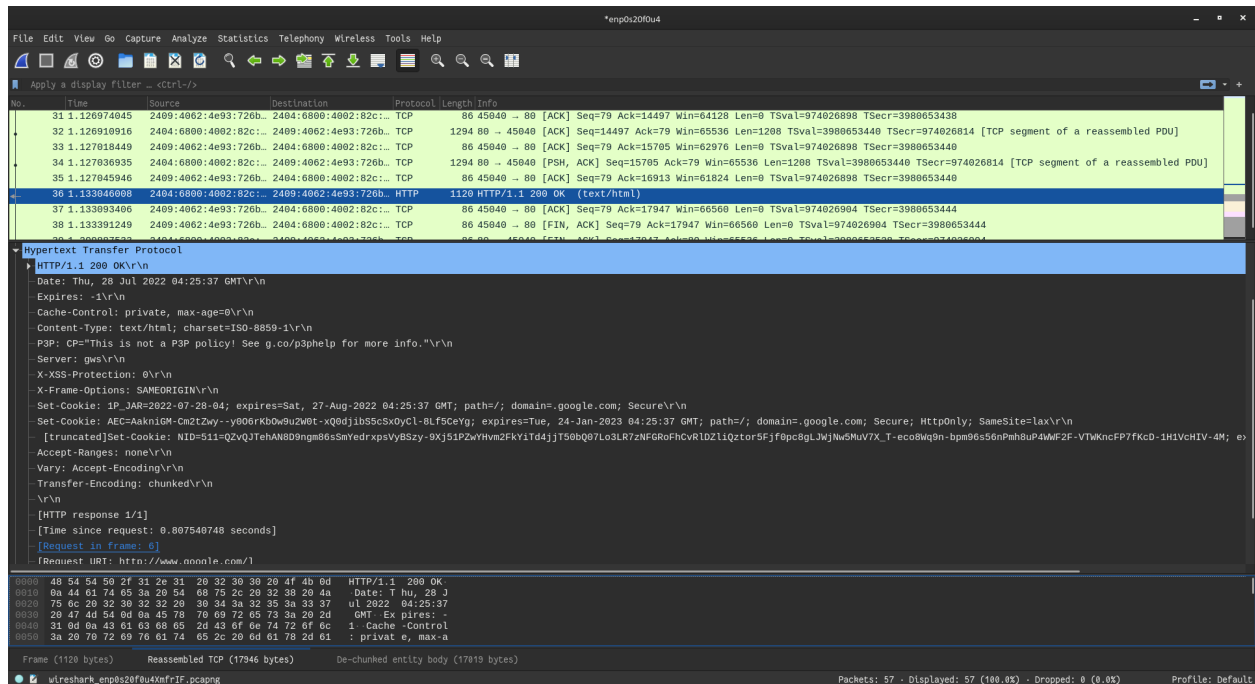 *enp0s20f0u4
File Edit View Go Capture Analyze Statistics Telephony Wireless Tools Help
Apply a display filter … <Ctrl-/>
No. Time Source Destination Protocol Length Info
31 1.126974045 2409:4062:4e93:726b… 2404:6800:4002:82c:… TCP 86 45040 → 80 [ACK] Seq=79 Ack=14497 Win=64128 Len=0 TSval=974026898 TSecr=3980653438
32 1.126910916 2404:6800:4002:82c:… 2409:4062:4e93:726b… TCP 1294 80 → 45040 [ACK] Seq=14497 Ack=79 Win=65536 Len=1208 TSval=3980653440 TSecr=974026814 [TCP segment of a reassembled PDU]
33 1.127018449 2409:4062:4e93:726b… 2404:6800:4002:82c:… TCP 86 45040 → 80 [ACK] Seq=79 Ack=15705 Win=62976 Len=0 TSval=974026898 TSecr=3980653440
34 1.127036935 2404:6800:4002:82c:… 2409:4062:4e93:726b… TCP 1294 80 → 45040 [PSH, ACK] Seq=15705 Ack=79 Win=65536 Len=1208 TSval=3980653440 TSecr=974026814 [TCP segment of a reassembled PDU]
35 1.127045946 2409:4062:4e93:726b… 2404:6800:4002:82c:… TCP 86 45040 → 80 [ACK] Seq=79 Ack=16913 Win=61824 Len=0 TSval=974026898 TSecr=3980653440
36 1.133046008 2404:6800:4002:82c:… 2409:4062:4e93:726b… HTTP 1120 HTTP/1.1 200 OK (text/html)
37 1.133093406 2409:4062:4e93:726b… 2404:6800:4002:82c:… TCP 86 45040 → 80 [ACK] Seq=79 Ack=17947 Win=66560 Len=0 TSval=974026904 TSecr=3980653444
38 1.133391249 2409:4062:4e93:726b… 2404:6800:4002:82c:… TCP 86 45040 → 80 [FIN, ACK] Seq=79 Ack=17947 Win=66560 Len=0 TSval=974026904 TSecr=3980653444
Hypertext Transfer Protocol
HTTP/1.1 200 OK\r\n
Date: Thu, 28 Jul 2022 04:25:37 GMT\r\n
Expires: -1\r\n
Cache-Control: private, max-age=0\r\n
Content-Type: text/html; charset=ISO-8859-1\r\n
P3P: CP="This is not a P3P policy! See g.co/p3phelp for more info."\r\n
Server: gws\r\n
X-XSS-Protection: 0\r\n
X-Frame-Options: SAMEORIGIN\r\n
Set-Cookie: 1P_JAR=2022-07-28-04; expires=Sat, 27-Aug-2022 04:25:37 GMT; path=/; domain=.google.com; Secure\r\n
Set-Cookie: AEC=AakniGM-Cm2tZwy--y0O6rKbOw9u2W0t-xQ0djibS5cSxOyCl-8Lf5CeYg; expires=Tue, 24-Jan-2023 04:25:37 GMT; path=/; domain=.google.com; Secure; HttpOnly; SameSite=lax\r\n
[truncated]Set-Cookie: NID=511=QZvQJTehAN8D9ngm86sSmYedrxpsVyBSzy-9Xj51PZwYHvm2FkYiTd4jjT50bQ07Lo3LR7zNFGRoFhCvRlDZliQztor5Fjf0pc8gLJWjNw5MuV7X_T-eco8Wq9n-bpm96s56nPmh8uP4WWF2F-VTWKncFP7fKcD-1H1VcHIV-4M;
Accept-Ranges: none\r\n
Vary: Accept-Encoding\r\n
Transfer-Encoding: chunked\r\n
\r\n
[HTTP response 1/1]
[Time since request: 0.807540748 seconds]
[Request in frame: 6]
[Request URI: http://www.google.com/]
0000 48 54 54 50 2f 31 2e 31 20 32 30 30 20 4f 4b 0d HTTP/1.1 200 OK·
0010 0a 44 61 74 65 3a 20 54 68 75 2c 20 32 38 20 4a ·Date: T hu, 28 J
0020 75 6c 20 32 30 32 32 20 30 34 3a 32 35 3a 33 37 ul 2022 04:25:37
0030 20 47 4d 54 0d 0a 45 78 70 69 72 65 73 3a 20 2d GMT··Ex pires: -
0040 31 0d 0a 43 61 63 68 65 2d 43 6f 6e 74 72 6f 6c 1··Cache -Control
0050 3a 20 70 72 69 76 61 74 65 2c 20 6d 61 78 2d 61 : privat e, max-a
Frame (1120 bytes) Reassembled TCP (17946 bytes) De-chunked entity body (17019 bytes)
wireshark_enp0s20f0u4XmfrIF.pcapng Packets: 57 · Displayed: 57 (100.0%) · Dropped: 0 (0.0%) Profile: Default